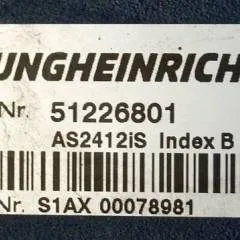 UNGHEINRICH
Nr. 51226801
AS2412iS Index B
Nr. S1AX 00078981